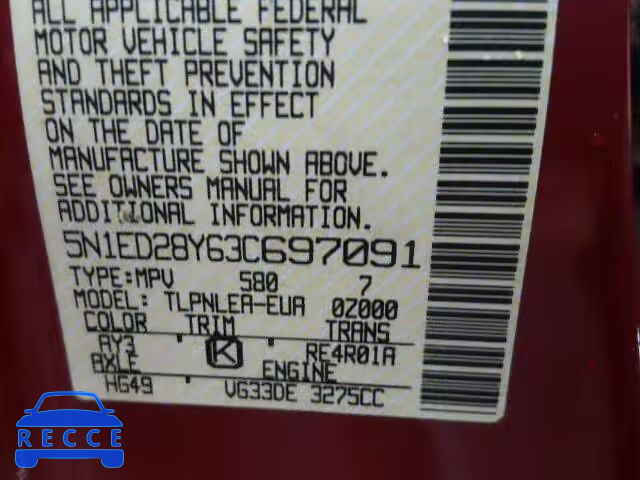 ALL APPLICABLE FEDERAL
MOTOR VEHICLE SAFETY
AND THEFT PREVENTION
STANDARDS IN EFFECT
ON THE DATE OF
MANUFACTURE SHOWN ABOVE.
SEE OWNERS MANUAL FOR
ADDITIONAL INFORMATION.
5N1ED28Y63C697091
TYPE:MPV 580 7
MODEL: TLPNLEA-EUA 0Z000
COLOR TRIM TRANS
AY3 K RE4R01A
AXLE ENGINE
HG49 VG33DE 3275CC
RECCE